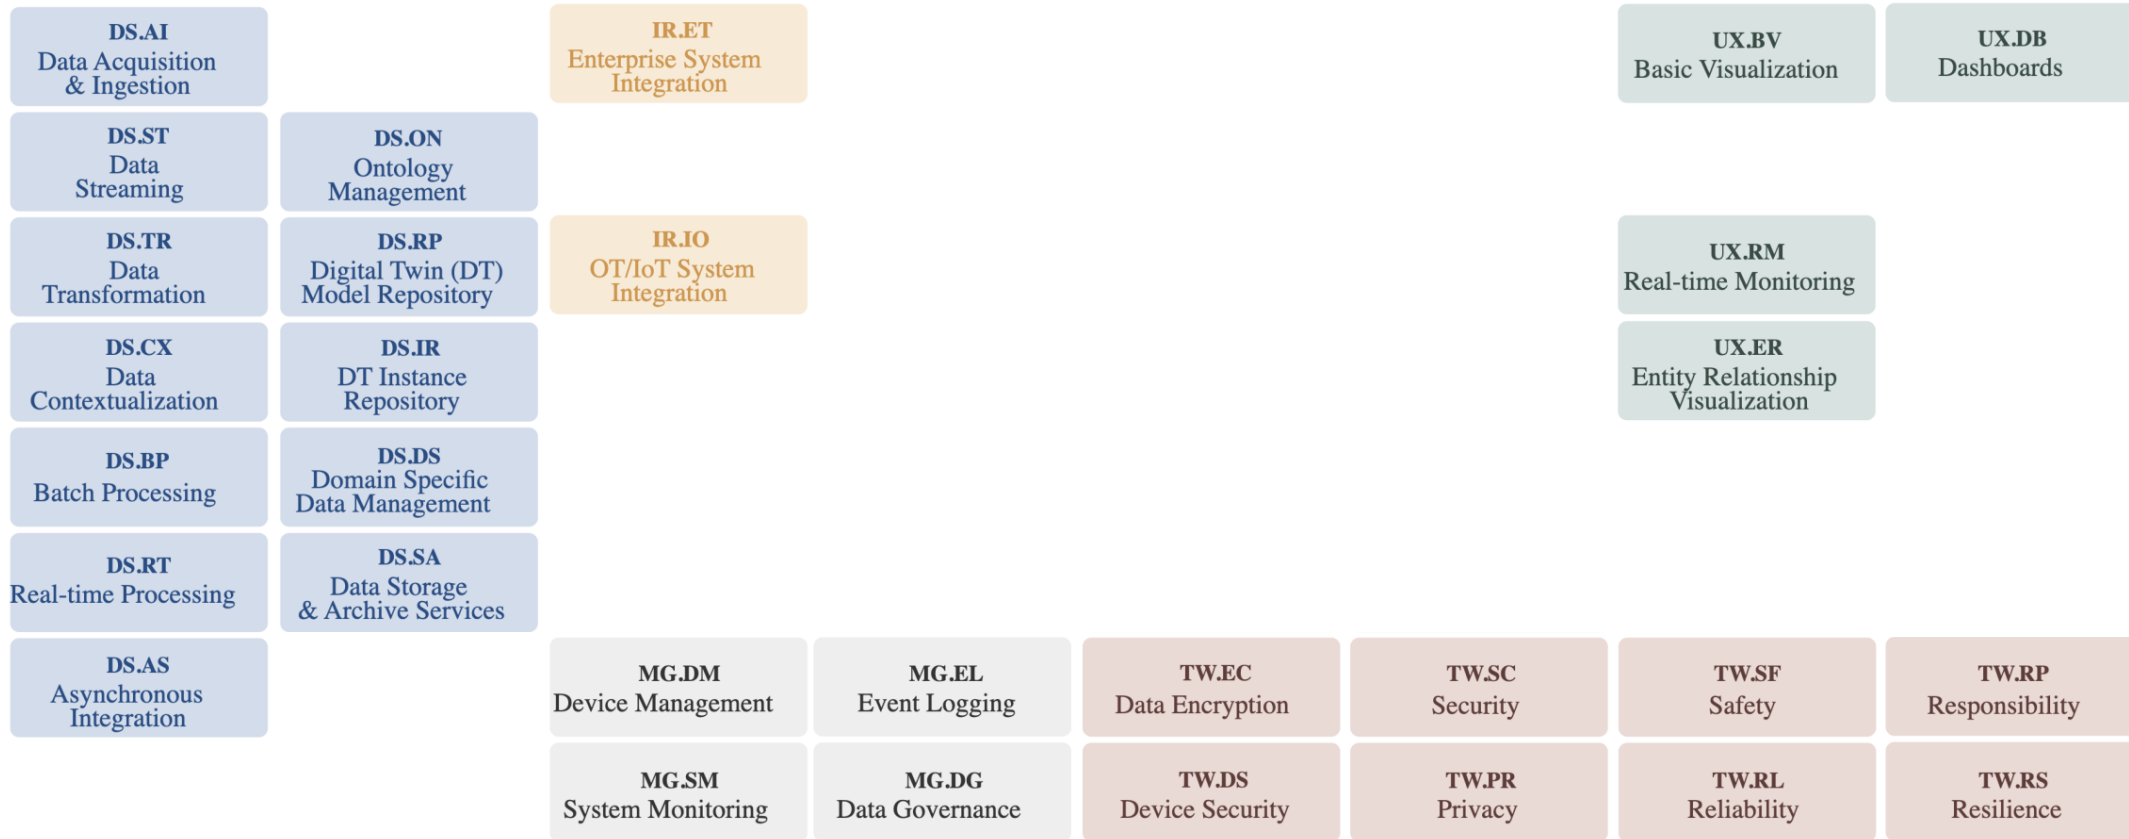 DS.AI
Data Acquisition
& Ingestion
IR.ET
Enterprise System
Integration
UX.BV
Basic Visualization
UX.DB
Dashboards
DS.ST
Data
Streaming
DS.ON
Ontology
Management
DS.TR
Data
Transformation
DS.RP
Digital Twin (DT)
Model Repository
IR.IO
OT/IoT System
Integration
UX.RM
Real-time Monitoring
DS.CX
Data
Contextualization
DS.IR
DT Instance
Repository
UX.ER
Entity Relationship
Visualization
DS.BP
Batch Processing
DS.DS
Domain Specific
Data Management
DS.RT
Real-time Processing
DS.SA
Data Storage
& Archive Services
DS.AS
Asynchronous
Integration
MG.DM
Device Management
MG.EL
Event Logging
TW.EC
Data Encryption
TW.SC
Security
TW.SF
Safety
TW.RP
Responsibility
MG.SM
System Monitoring
MG.DG
Data Governance
TW.DS
Device Security
TW.PR
Privacy
TW.RL
Reliability
TW.RS
Resilience